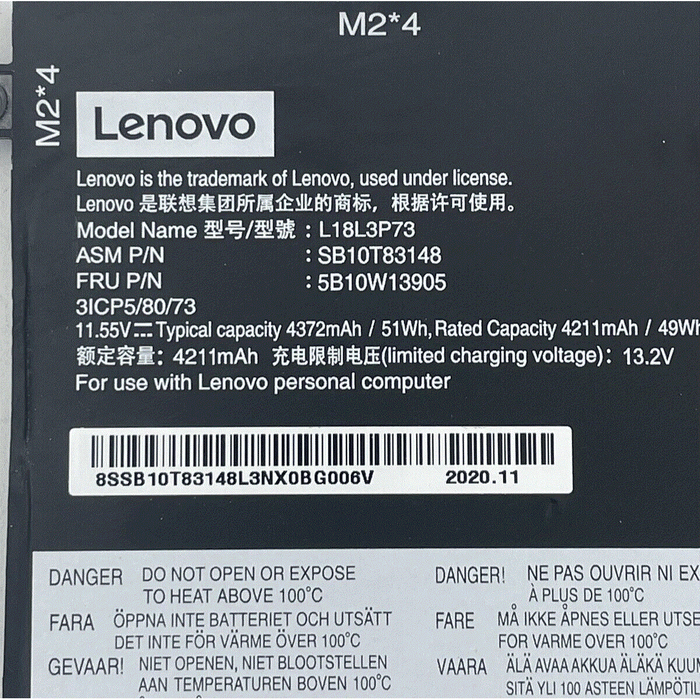 M2*4
M2*4
Lenovo
Lenovo is the trademark of Lenovo, used under license.
Lenovo 是联想集团所属企业的商标，根据许可使用。
Model Name 型号/型號 : L18L3P73
ASM P/N : SB10T83148
FRU P/N : 5B10W13905
3ICP5/80/73
11.55V⎓Typical capacity 4372mAh / 51Wh, Rated Capacity 4211mAh / 49Wh
额定容量: 4211mAh 充电限制电压(limited charging voltage): 13.2V
For use with Lenovo personal computer
8SSB10T83148L3NX0BG006V 2020.11
DANGER DO NOT OPEN OR EXPOSE
TO HEAT ABOVE 100°C
FARA ÖPPNA INTE BATTERIET OCH UTSÄTT
DET INTE FÖR VÄRME ÖVER 100°C
GEVAAR! NIET OPENEN, NIET BLOOTSTELLEN
AAN TEMPERATUREN BOVEN 100°C
DANGER! NE PAS OUVRIR NI EX
À PLUS DE 100°C
FARE MÅ IKKE ÅPNES ELLER UTSE
FOR VARME OVER 100°C
VAARA ÄLÄ AVAA AKKUA ÄLÄKÄ KUU
SITÄ YLI 100 ASTEEN LÄMPÖTIL